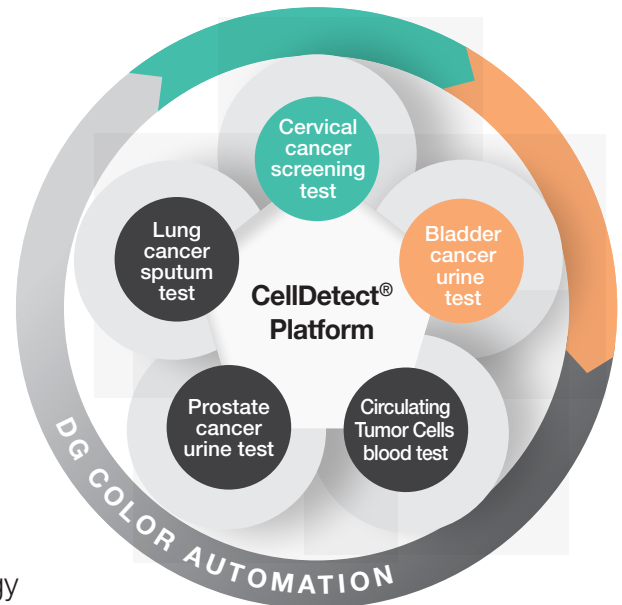 Cervical
cancer
screening
test
Lung
cancer
sputum
test
Bladder
cancer
urine
test
CellDetect®
Platform
Prostate
cancer
urine test
Circulating
Tumor Cells
blood test
DG COLOR AUTOMATION
gy